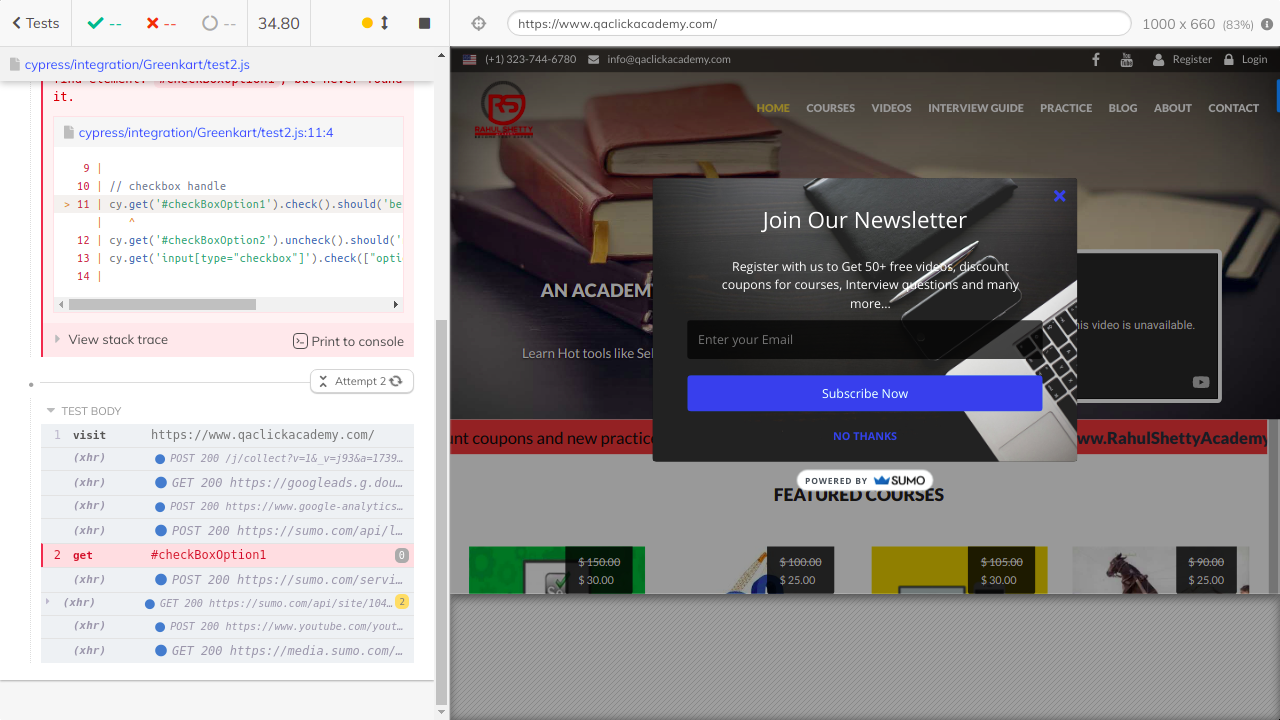 Tests
--
--
--
34.80
https://www.qaclickacademy.com/
1000 x 660 (83%)
cypress/integration/Greenkart/test2.js
it.
cypress/integration/Greenkart/test2.js:11:4
9 |
10 | // checkbox handle
> 11 | cy.get('#checkBoxOption1').check().should('be
| ^
12 | cy.get('#checkBoxOption2').uncheck().should('
13 | cy.get('input[type="checkbox"]').check(["opti
14 |
View stack trace
Print to console
Attempt 2
TEST BODY
1 visit https://www.qaclickacademy.com/
(xhr) POST 200 /j/collect?v=1&_v=j93&a=1739…
(xhr) GET 200 https://googleads.g.dou…
(xhr) POST 200 https://www.google-analytics…
(xhr) POST 200 https://sumo.com/api/l…
2 get #checkBoxOption1 0
(xhr) POST 200 https://sumo.com/servi…
(xhr) GET 200 https://sumo.com/api/site/104… 2
(xhr) POST 200 https://www.youtube.com/yout…
(xhr) GET 200 https://media.sumo.com/…
(+1) 323-744-6780
info@qaclickacademy.com
Register
Login
RS
RAHUL SHETTY
HOME COURSES VIDEOS INTERVIEW GUIDE PRACTICE BLOG ABOUT CONTACT
AN ACADEM
Learn Hot tools like Sel
his video is unavailable.
Join Our Newsletter
Register with us to Get 50+ free videos, discount
coupons for courses, Interview questions and many
more...
Enter your Email
Subscribe Now
NO THANKS
unt coupons and new practice
ww.RahulShettyAcademy
POWERED BY SUMO
FEATURED COURSES
$ 150.00
$ 30.00
$ 100.00
$ 25.00
$ 105.00
$ 30.00
$ 90.00
$ 25.00